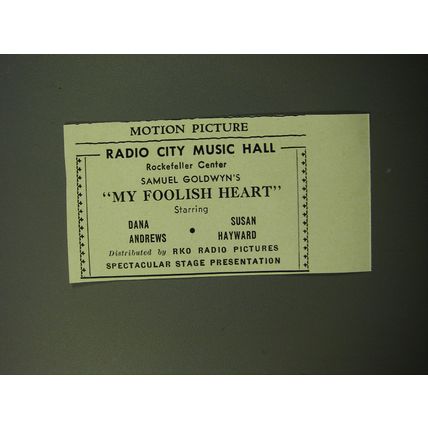 MOTION PICTURE
RADIO CITY MUSIC HALL
Rockefeller Center
SAMUEL GOLDWYN'S
"MY FOOLISH HEART"
Starring
DANA ANDREWS • SUSAN HAYWARD
Distributed by RKO RADIO PICTURES
SPECTACULAR STAGE PRESENTATION